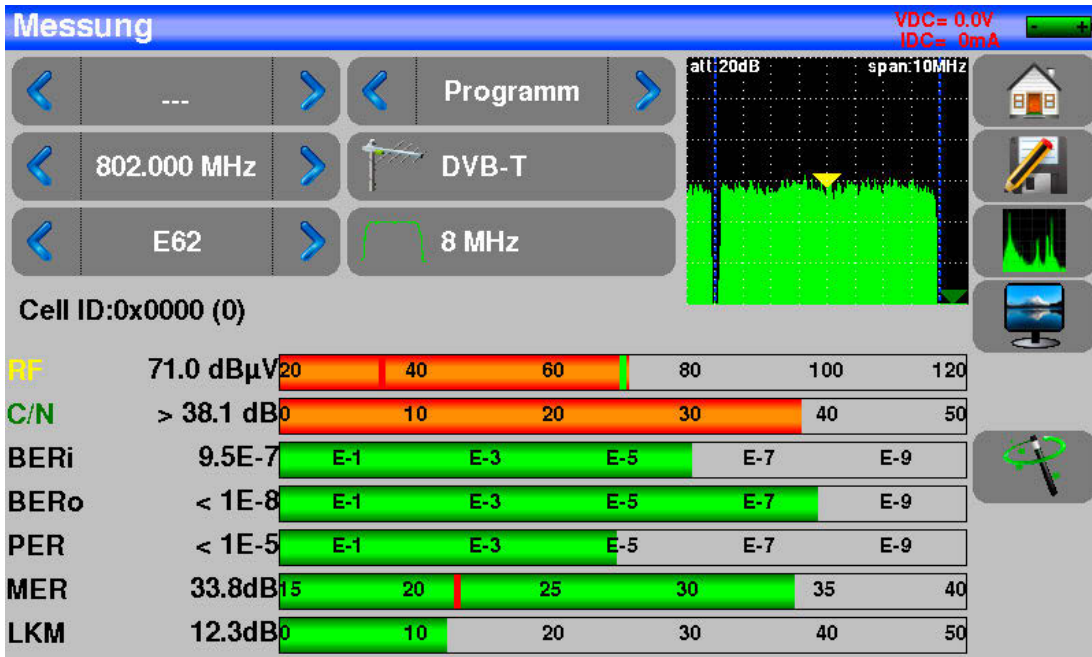 Messung
VDC= 0.0V
IDC= 0mA
- +
---
Programm
att:20dB span:10MHz
802.000 MHz
DVB-T
E62
8 MHz
Cell ID:0x0000 (0)
RF 71.0 dBµV 20 40 60 80 100 120
C/N > 38.1 dB 0 10 20 30 40 50
BERi 9.5E-7 E-1 E-3 E-5 E-7 E-9
BERo < 1E-8 E-1 E-3 E-5 E-7 E-9
PER < 1E-5 E-1 E-3 E-5 E-7 E-9
MER 33.8dB 15 20 25 30 35 40
LKM 12.3dB 0 10 20 30 40 50